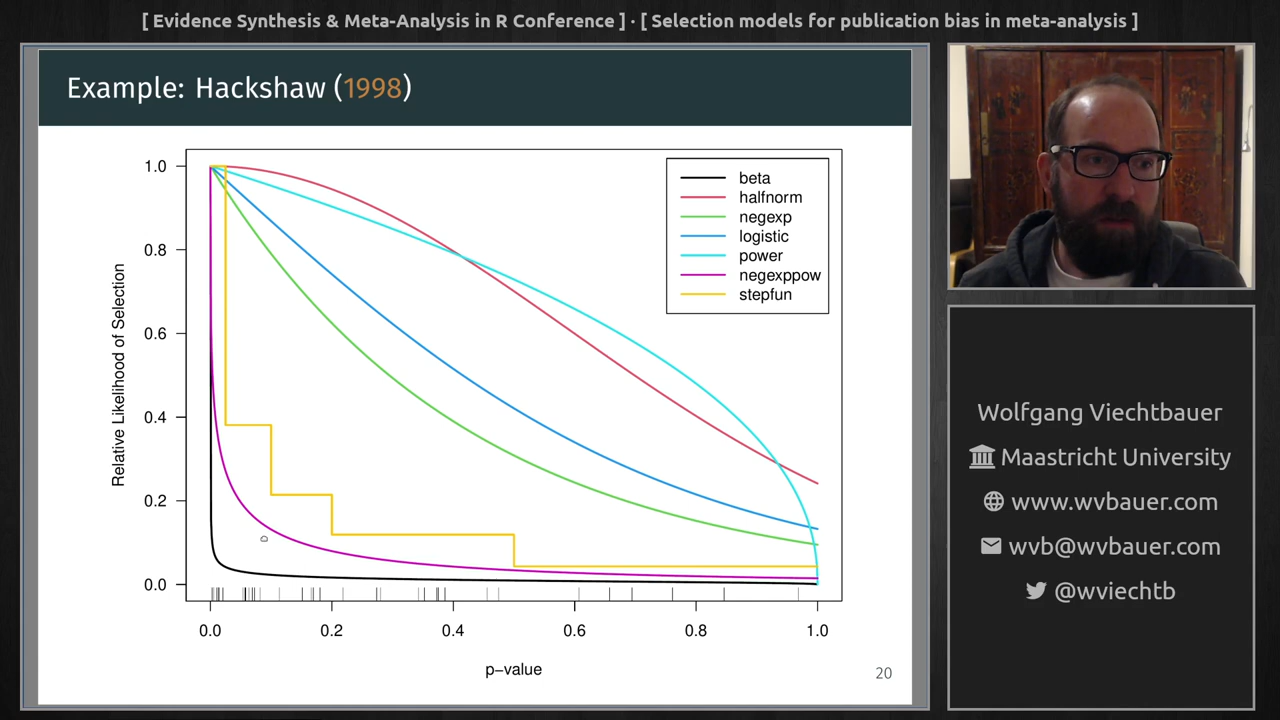 [ Evidence Synthesis & Meta-Analysis in R Conference ] · [ Selection models for publication bias in meta-analysis ]
Example: Hackshaw (1998)
1.0
0.8
0.6
0.4
0.2
0.0
Relative Likelihood of Selection
beta
halfnorm
negexp
logistic
power
negexppow
stepfun
0.0 0.2 0.4 0.6 0.8 1.0
p−value
20
Wolfgang Viechtbauer
Maastricht University
www.wvbauer.com
wvb@wvbauer.com
@wviechtb